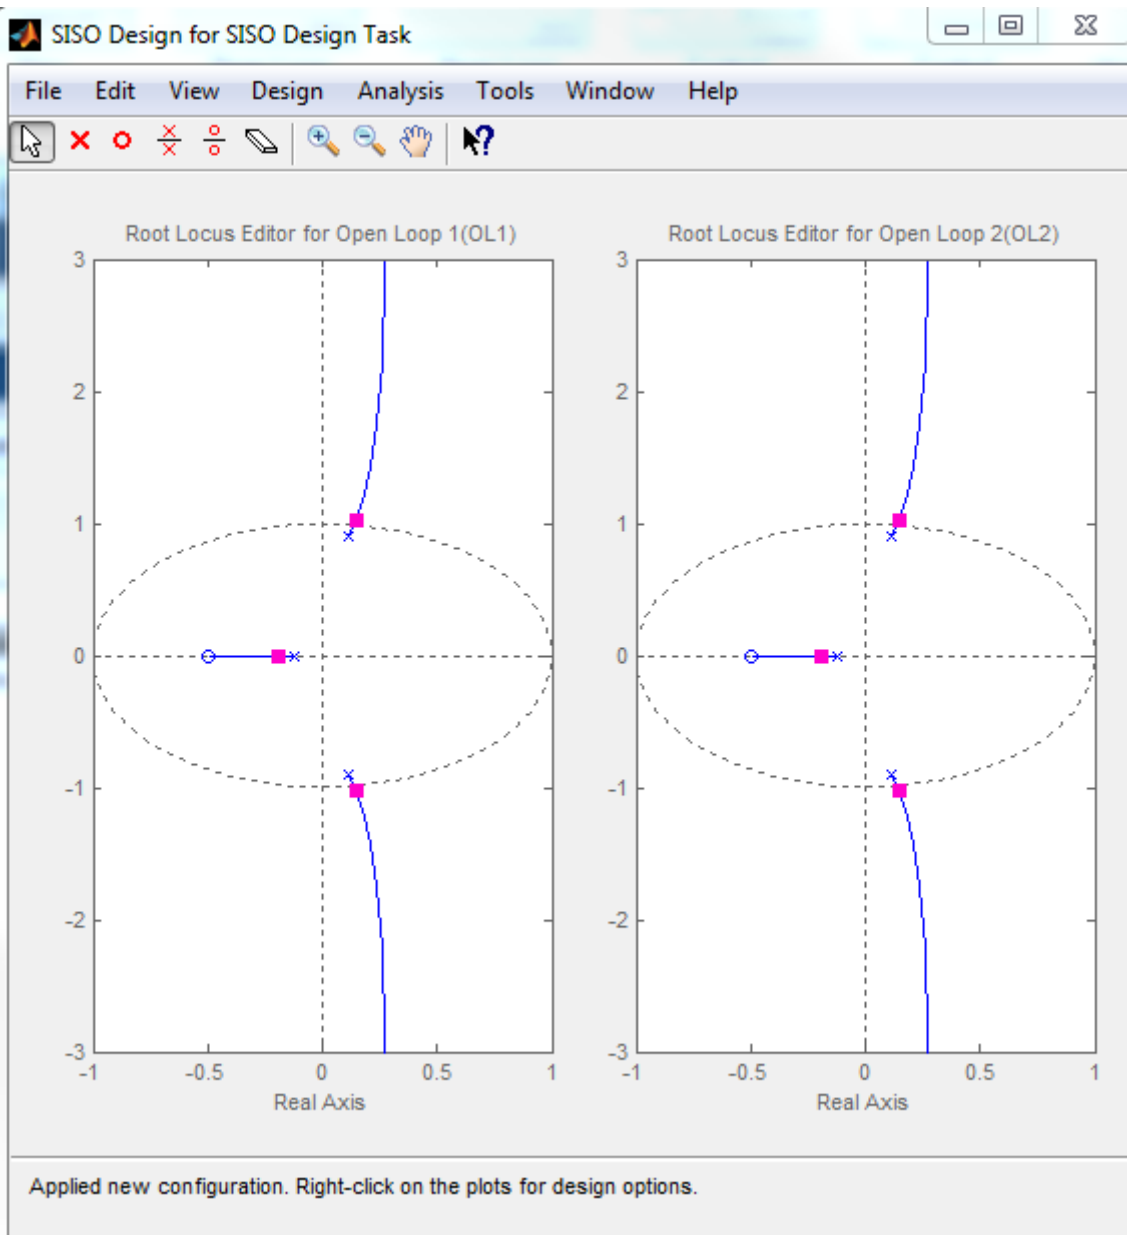 SISO Design for SISO Design Task
File Edit View Design Analysis Tools Window Help
Root Locus Editor for Open Loop 1(OL1)
3
2
1
0
-1
-2
-3
-1 -0.5 0 0.5 1
Real Axis
Root Locus Editor for Open Loop 2(OL2)
3
2
1
0
-1
-2
-3
-1 -0.5 0 0.5 1
Real Axis
Applied new configuration. Right-click on the plots for design options.